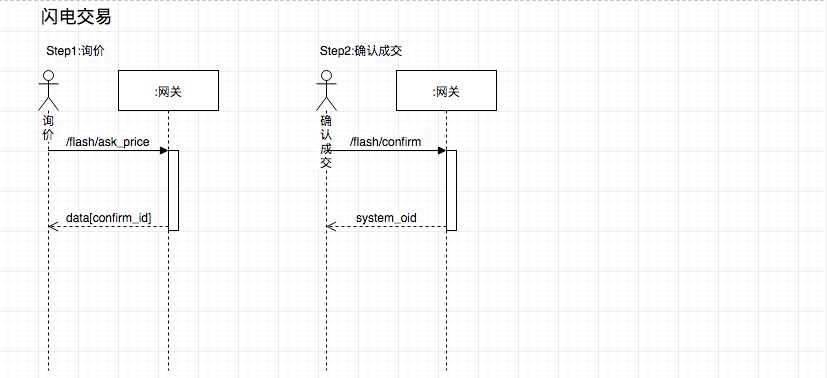 闪电交易
Step1:询价
Step2:确认成交
:网关
:网关
询价
确认成交
/flash/ask_price
/flash/confirm
data[confirm_id]
system_oid